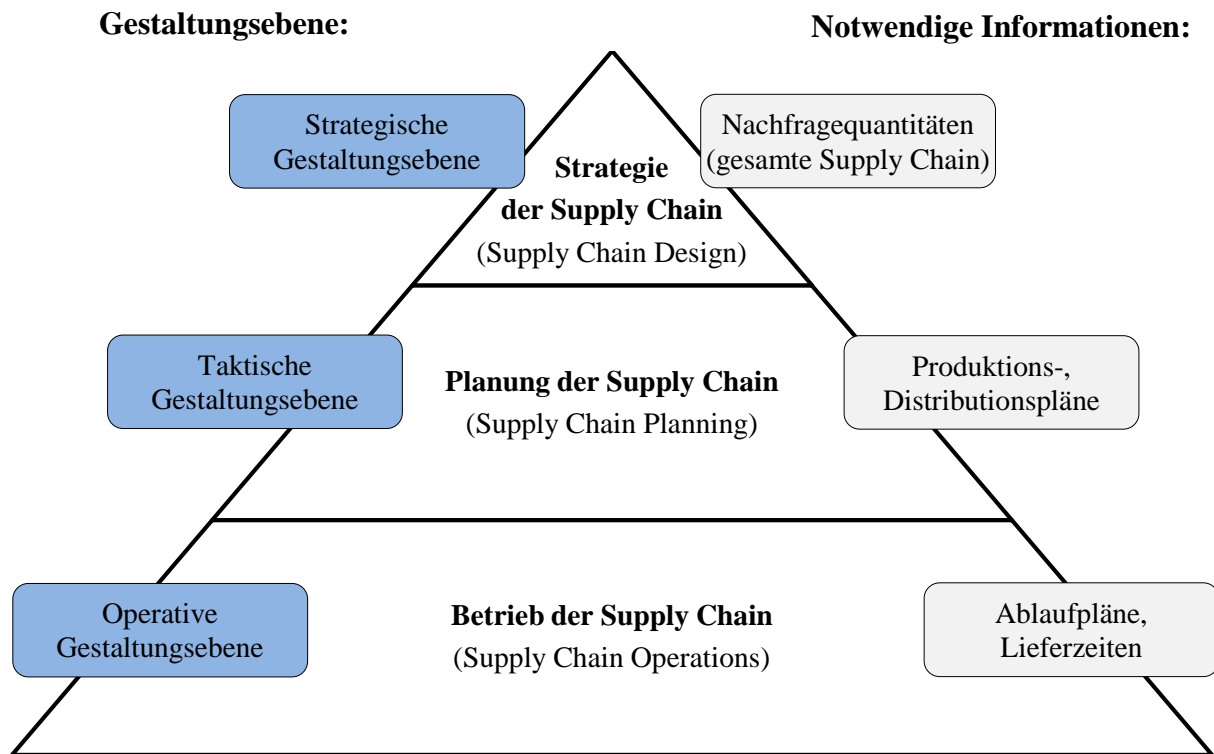 Gestaltungsebene:
Notwendige Informationen:
Strategische
Gestaltungsebene
Strategie
der Supply Chain
(Supply Chain Design)
Nachfragequantitäten
(gesamte Supply Chain)
Taktische
Gestaltungsebene
Planung der Supply Chain
(Supply Chain Planning)
Produktions-,
Distributionspläne
Operative
Gestaltungsebene
Betrieb der Supply Chain
(Supply Chain Operations)
Ablaufpläne,
Lieferzeiten